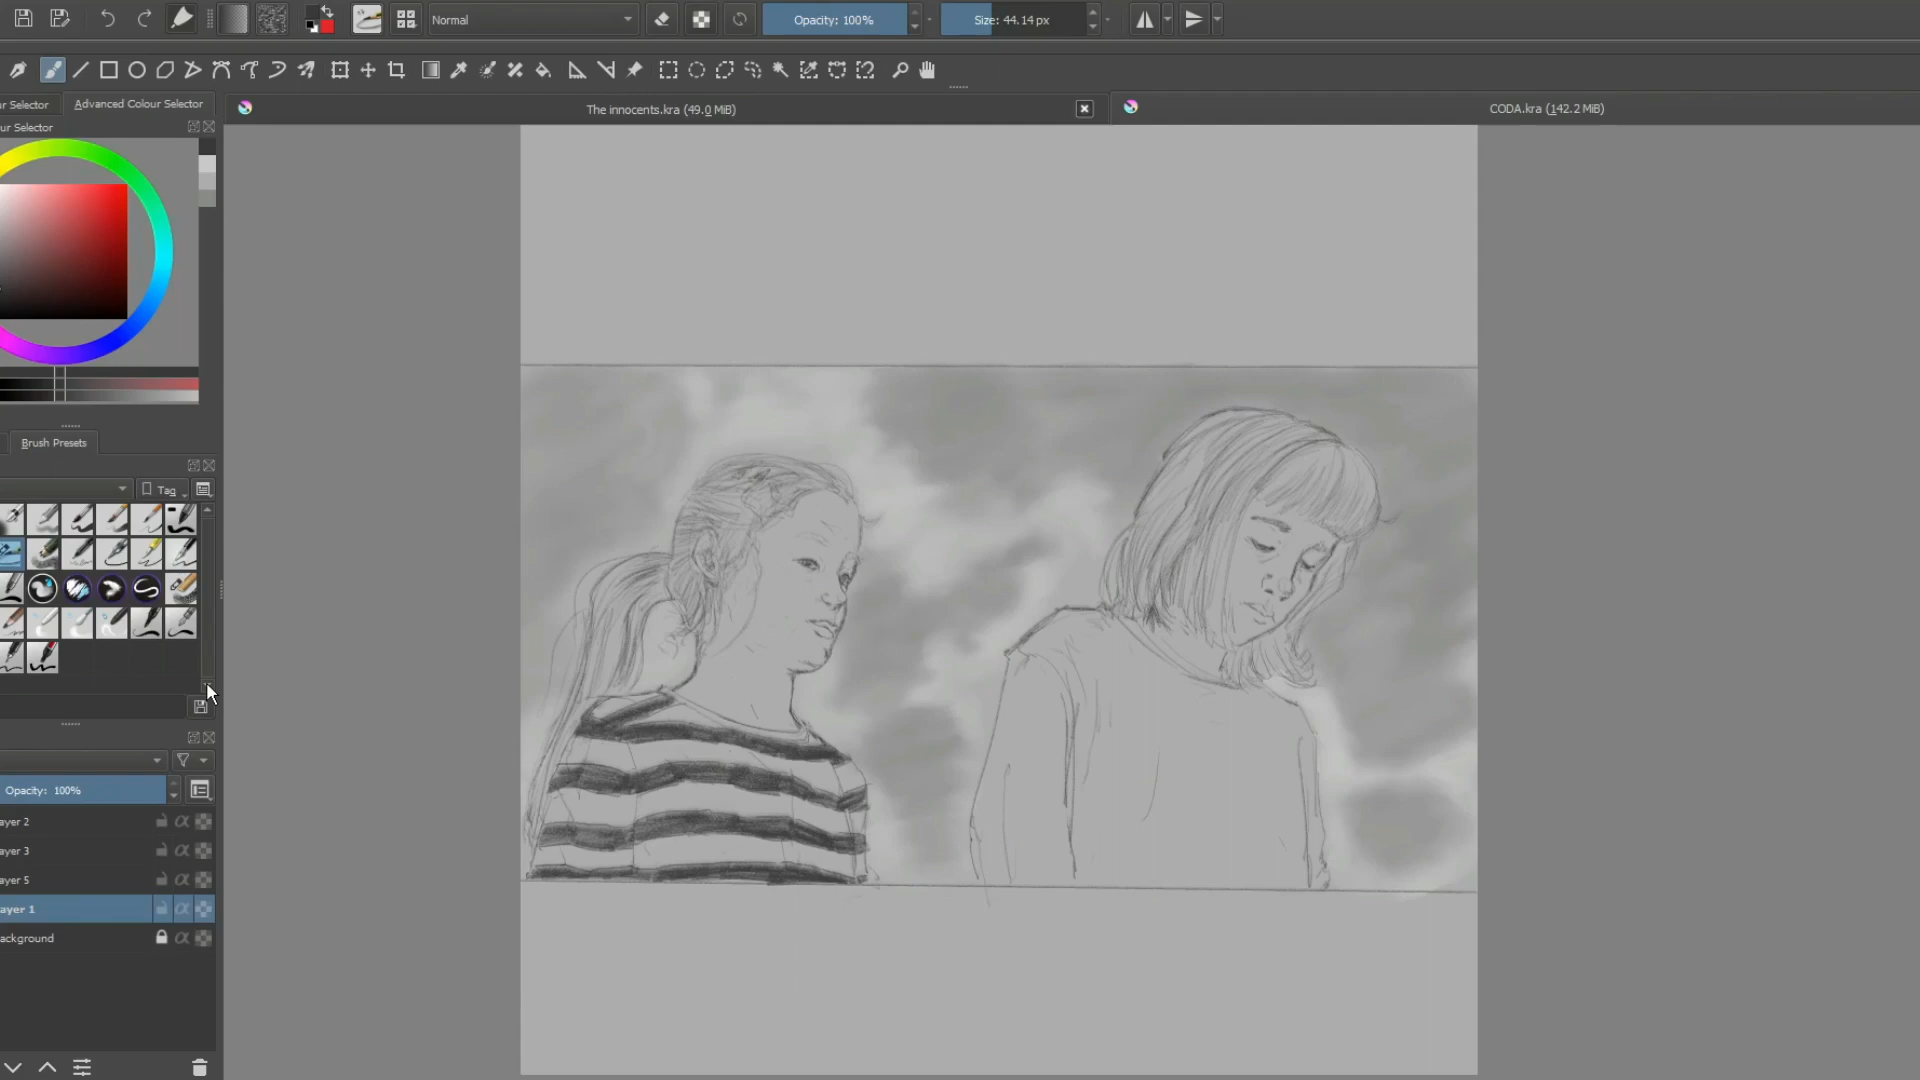 Normal
Opacity: 100%
Size: 44.14 px
ur Selector
Advanced Colour Selector
The innocents.kra (49.0 MiB)
CODA.kra (142.2 MiB)
ur Selector
Brush Presets
Tag
Opacity: 100%
ayer 2
ayer 3
ayer 5
ayer 1
ackground